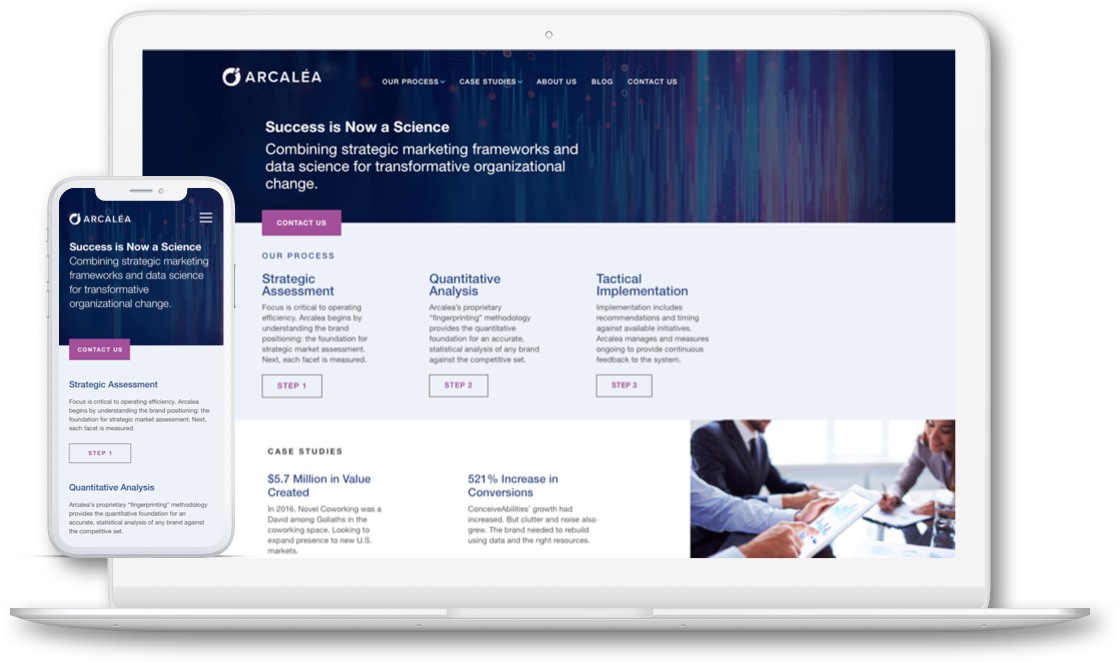 ARCALÉA
OUR PROCESS
CASE STUDIES
ABOUT US
BLOG
CONTACT US
Success is Now a Science
Combining strategic marketing frameworks and
data science for transformative organizational
change.
CONTACT US
OUR PROCESS
Strategic
Assessment
Focus is critical to operating
efficiency. Arcalea begins by
understanding the brand
positioning: the foundation for
strategic market assessment.
Next, each facet is measured.
STEP 1
Quantitative
Analysis
Arcalea's proprietary
"fingerprinting" methodology
provides the quantitative
foundation for an accurate,
statistical analysis of any brand
against the competitive set.
STEP 2
Tactical
Implementation
Implementation includes
recommendations and timing
against available initiatives.
Arcalea manages and measures
ongoing to provide continuous
feedback to the system.
STEP 3
CASE STUDIES
$5.7 Million in Value
Created
In 2016, Novel Coworking was a
David among Goliaths in the
coworking space. Looking to
expand presence to new U.S.
markets.
521% Increase in
Conversions
ConceiveAbilities' growth had
increased. But clutter and noise also
grew. The brand needed to rebuild
using data and the right resources.
ARCALÉA
Success is Now a Science
Combining strategic marketing
frameworks and data science
for transformative
organizational change.
CONTACT US
Strategic Assessment
Focus is critical to operating efficiency. Arcalea
begins by understanding the brand positioning: the
foundation for strategic market assessment. Next,
each facet is measured.
STEP 1
Quantitative Analysis
Arcalea's proprietary "fingerprinting" methodology
provides the quantitative foundation for an
accurate, statistical analysis of any brand against
the competitive set.